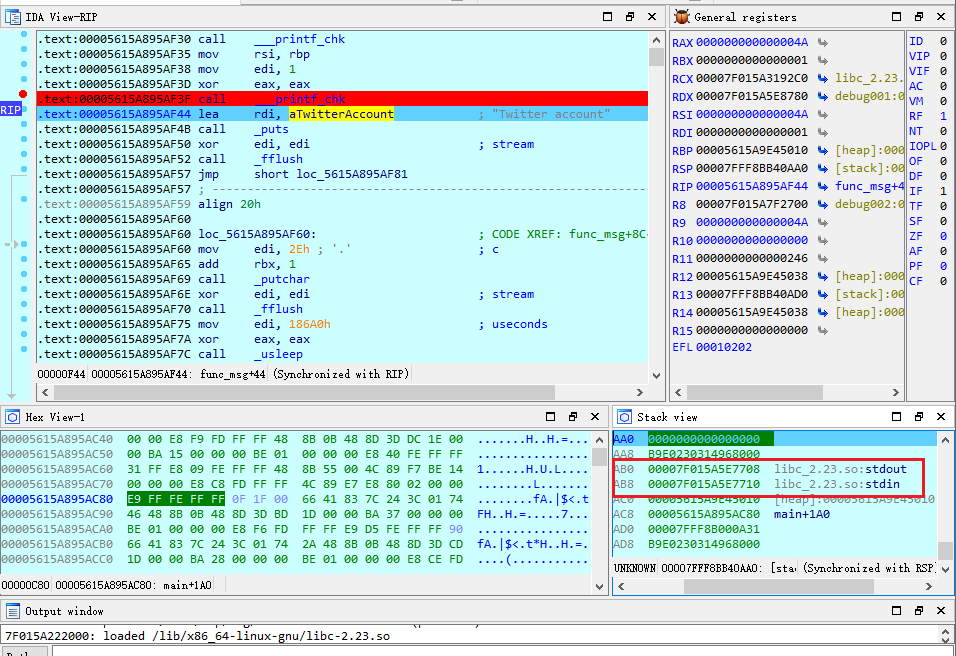 IDA View-RIP
.text:00005615A895AF30 call ___printf_chk
.text:00005615A895AF35 mov rsi, rbp
.text:00005615A895AF38 mov edi, 1
.text:00005615A895AF3D xor eax, eax
.text:00005615A895AF3F call ___printf_chk
RIP .text:00005615A895AF44 lea rdi, aTwitterAccount ; "Twitter account"
.text:00005615A895AF4B call _puts
.text:00005615A895AF50 xor edi, edi ; stream
.text:00005615A895AF52 call _fflush
.text:00005615A895AF57 jmp short loc_5615A895AF81
.text:00005615A895AF57 ; ---------------------------------------------------------------
.text:00005615A895AF59 align 20h
.text:00005615A895AF60
.text:00005615A895AF60 loc_5615A895AF60: ; CODE XREF: func_msg+8C
.text:00005615A895AF60 mov edi, 2Eh ; '.' ; c
.text:00005615A895AF65 add rbx, 1
.text:00005615A895AF69 call _putchar
.text:00005615A895AF6E xor edi, edi ; stream
.text:00005615A895AF70 call _fflush
.text:00005615A895AF75 mov edi, 186A0h ; useconds
.text:00005615A895AF7A xor eax, eax
.text:00005615A895AF7C call _usleep
00000F44 00005615A895AF44: func_msg+44 (Synchronized with RIP)
General registers
RAX 000000000000004A
RBX 0000000000000001
RCX 00007F015A3192C0 libc_2.23.
RDX 00007F015A5E8780 debug001:0
RSI 000000000000004A
RDI 0000000000000001
RBP 00005615A9E45010 [heap]:000
RSP 00007FFF8BB40AA0 [stack]:00
RIP 00005615A895AF44 func_msg+4
R8 00007F015A7F2700 debug002:0
R9 000000000000004A
R10 0000000000000000
R11 0000000000000246
R12 00005615A9E45038 [heap]:000
R13 00007FFF8BB40AD0 [stack]:00
R14 00005615A9E45038 [heap]:000
R15 0000000000000000
EFL 00010202
ID 0
VIP 0
VIF 0
AC 0
VM 0
RF 1
NT 0
IOPL 0
OF 0
DF 0
IF 1
TF 0
SF 0
ZF 0
AF 0
PF 0
CF 0
Hex View-1
00005615A895AC40 00 00 E8 F9 FD FF FF 48 8B 0B 48 8D 3D DC 1E 00 .......H..H.=...
00005615A895AC50 00 BA 15 00 00 00 BE 01 00 00 00 E8 40 FE FF FF ............@...
00005615A895AC60 31 FF E8 09 FE FF FF 48 8B 55 00 4C 89 F7 BE 14 1......H.U.L....
00005615A895AC70 00 00 00 E8 C8 FD FF FF 4C 89 E7 E8 80 02 00 00 ........L.......
00005615A895AC80 E9 FF FE FF FF 0F 1F 00 66 41 83 7C 24 3C 01 74 ........fA.|$<.t
00005615A895AC90 46 48 8B 0B 48 8D 3D BD 1D 00 00 BA 37 00 00 00 FH..H.=.....7...
00005615A895ACA0 BE 01 00 00 00 E8 F6 FD FF FF E9 D5 FE FF FF 90 ................
00005615A895ACB0 66 41 83 7C 24 3C 01 74 2A 48 8B 0B 48 8D 3D CD fA.|$<.t*H..H.=.
00005615A895ACC0 1D 00 00 BA 28 00 00 00 BE 01 00 00 00 E8 CE FD ....(...........
00000C80 00005615A895AC80: main+1A0
Stack view
AA0 0000000000000000
AA8 B9E0230314968000
AB0 00007F015A5E7708 libc_2.23.so:stdout
AB8 00007F015A5E7710 libc_2.23.so:stdin
AC0 00005615A9E45010 [heap]:00005615A9E45010
AC8 00005615A895AC80 main+1A0
AD0 00007FFF8B000A31
AD8 B9E0230314968000
UNKNOWN 00007FFF8BB40AA0: [sta (Synchronized with RSP)
Output window
7F015A222000: loaded /lib/x86_64-linux-gnu/libc-2.23.so